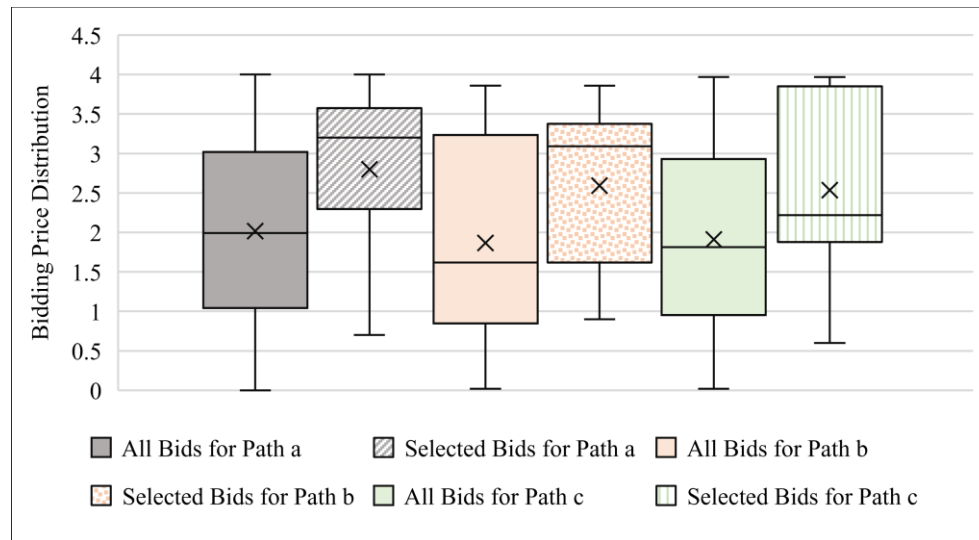 Bidding Price Distribution
4.5
4
3.5
3
2.5
2
1.5
1
0.5
0
All Bids for Path a
Selected Bids for Path a
All Bids for Path b
Selected Bids for Path b
All Bids for Path c
Selected Bids for Path c